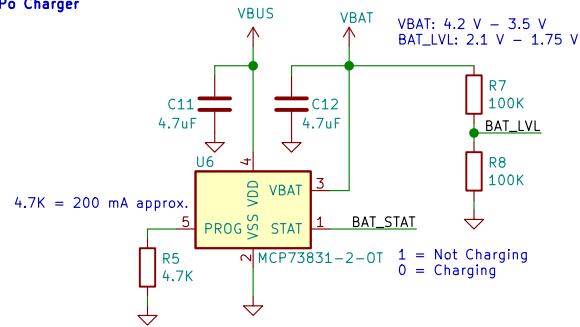 Po Charger
VBUS
VBAT
VBAT: 4.2 V – 3.5 V
BAT_LVL: 2.1 V – 1.75 V
C11
4.7uF
C12
4.7uF
R7
100K
BAT_LVL
R8
100K
U6
4
VDD
VBAT
3
4.7K = 200 mA approx.
5
PROG
VSS
STAT
1
BAT_STAT
2
MCP73831-2-OT
1 = Not Charging
0 = Charging
R5
4.7K